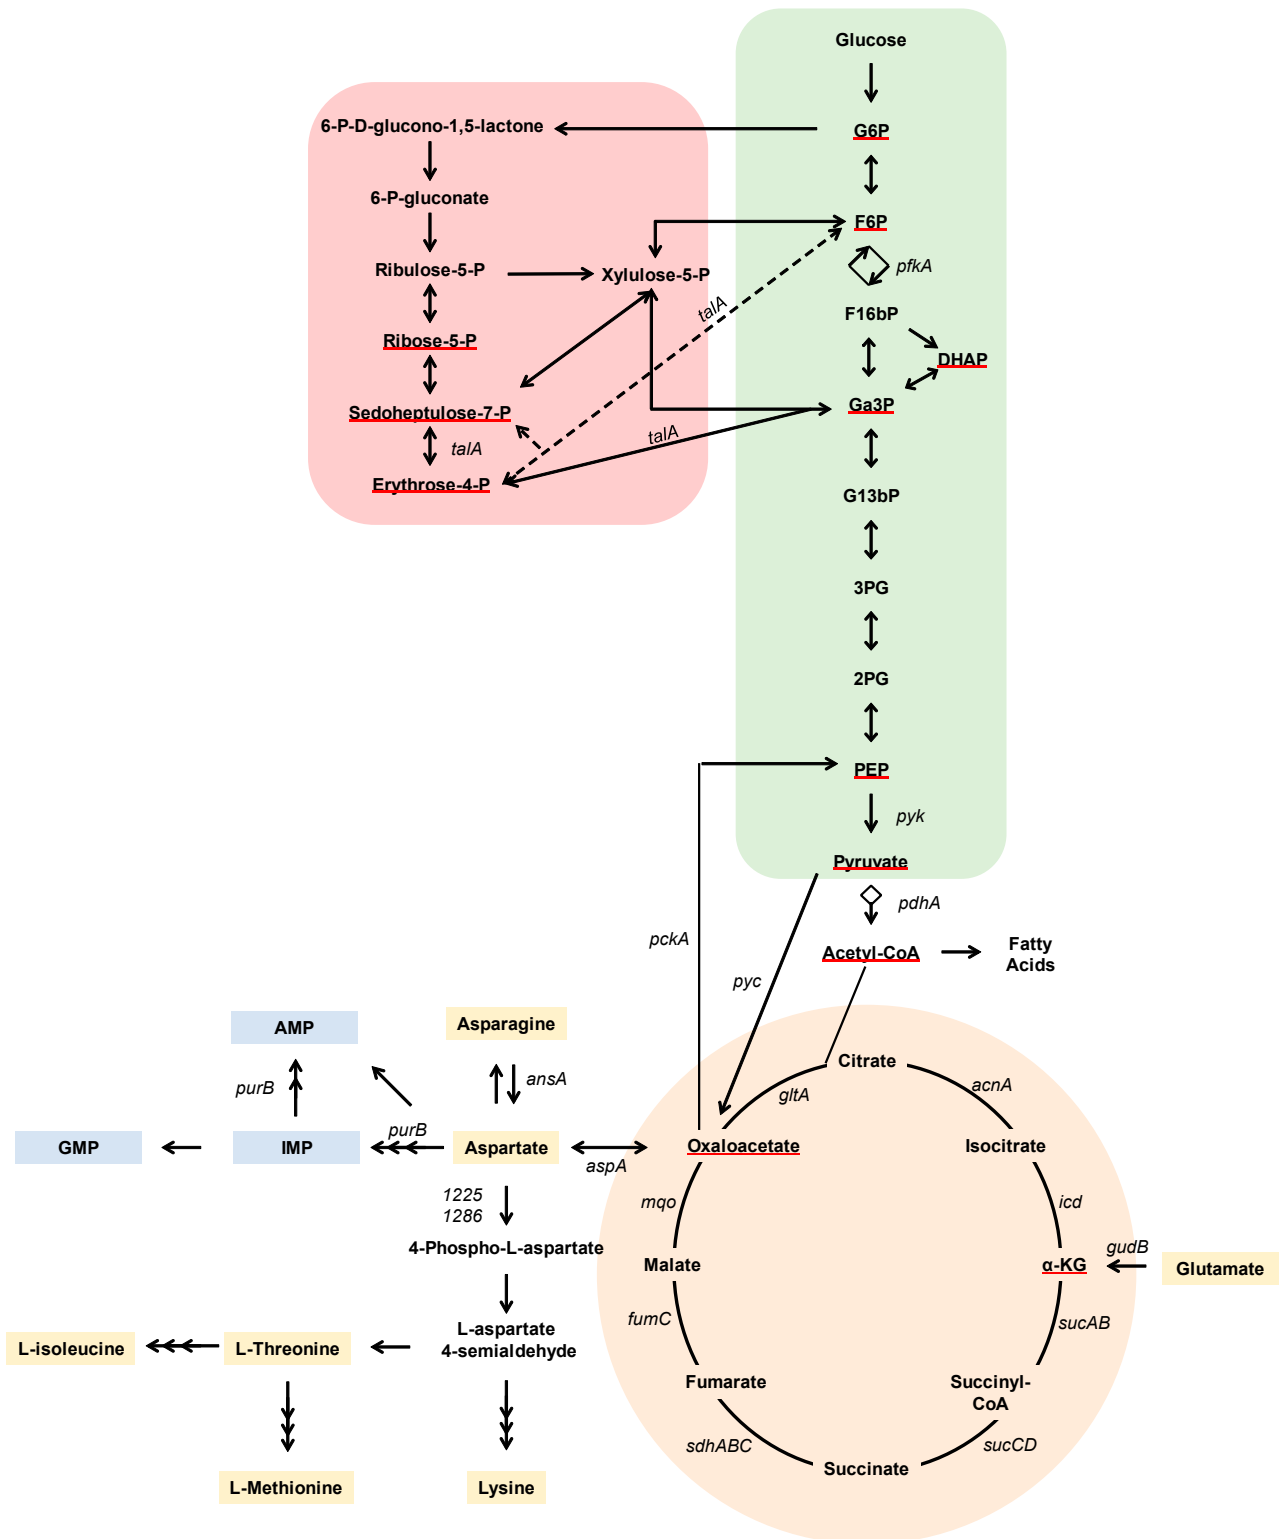 Glucose
6-P-D-glucono-1,5-lactone
G6P
6-P-gluconate
F6P
Ribulose-5-P
Xylulose-5-P
pfkA
talA
F16bP
Ribose-5-P
DHAP
Sedoheptulose-7-P
Ga3P
talA
talA
Erythrose-4-P
G13bP
3PG
2PG
PEP
pyk
Pyruvate
pdhA
pckA
Acetyl-CoA
Fatty
Acids
pyc
AMP
Asparagine
Citrate
purB
ansA
gltA
acnA
purB
GMP
IMP
Aspartate
aspA
Oxaloacetate
Isocitrate
1225
1286
mqo
icd
4-Phospho-L-aspartate
gudB
Malate
α-KG
Glutamate
fumC
sucAB
L-aspartate
4-semialdehyde
L-isoleucine
L-Threonine
Fumarate
Succinyl-
CoA
sdhABC
sucCD
Succinate
L-Methionine
Lysine